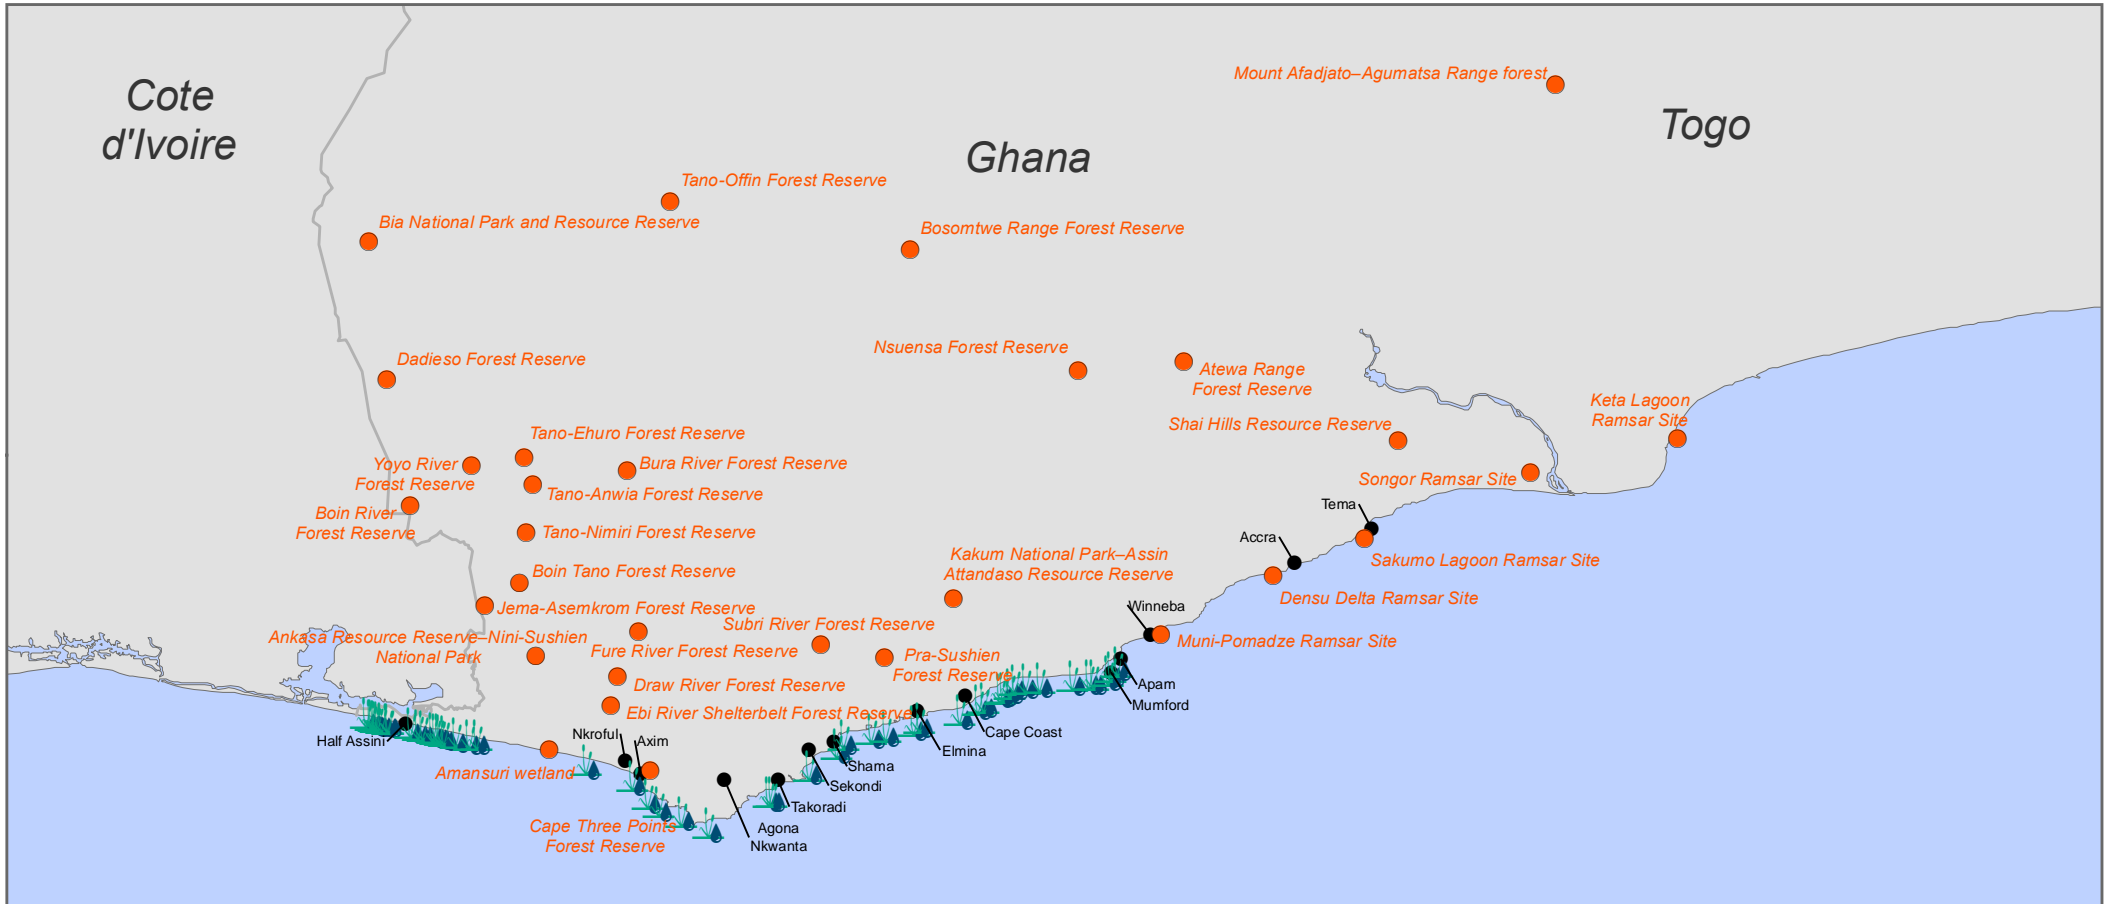 Mount Afadjato–Agumatsa Range forest
Cote
d'Ivoire
Togo
Ghana
Tano-Offin Forest Reserve
Bia National Park and Resource Reserve
Bosomtwe Range Forest Reserve
Nsuensa Forest Reserve
Dadieso Forest Reserve
Atewa Range
Forest Reserve
Keta Lagoon
Ramsar Site
Shai Hills Resource Reserve
Tano-Ehuro Forest Reserve
Yoyo River
Forest Reserve
Bura River Forest Reserve
Songor Ramsar Site
Tano-Anwia Forest Reserve
Boin River
Forest Reserve
Tema
Tano-Nimiri Forest Reserve
Accra
Kakum National Park–Assin
Attandaso Resource Reserve
Sakumo Lagoon Ramsar Site
Boin Tano Forest Reserve
Densu Delta Ramsar Site
Jema-Asemkrom Forest Reserve
Winneba
Subri River Forest Reserve
Ankasa Resource Reserve–Nini-Sushien
National Park
Muni-Pomadze Ramsar Site
Fure River Forest Reserve
Pra-Sushien
Forest Reserve
Draw River Forest Reserve
Apam
Mumford
Ebi River Shelterbelt Forest Reserve
Nkroful
Axim
Half Assini
Cape Coast
Elmina
Shama
Amansuri wetland
Sekondi
Takoradi
Cape Three Points
Forest Reserve
Agona
Nkwanta